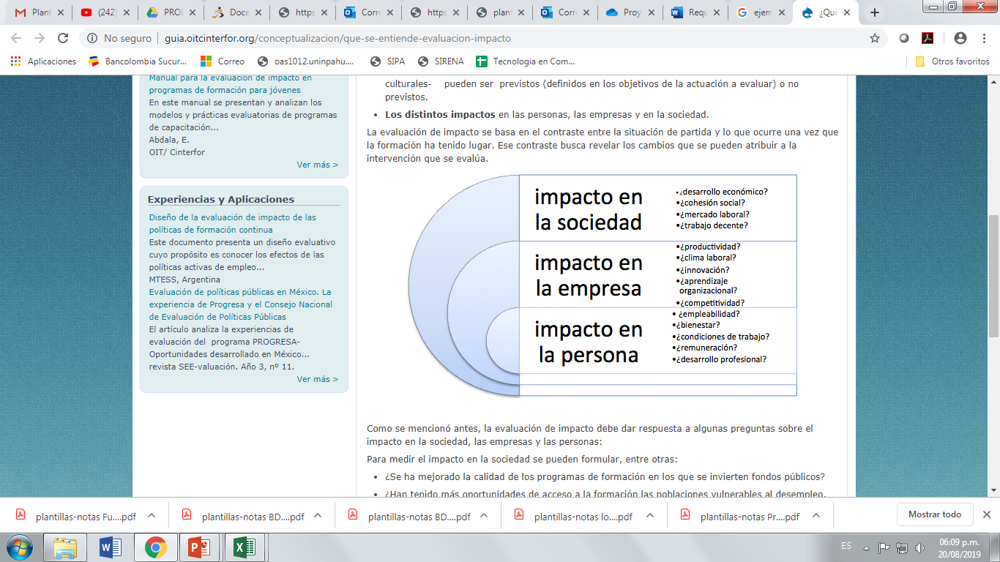 Plant
(242)
PROI
Doce
https
Corre
https
plant
Corre
Proy
Requ
ejem
¿Que
No seguro
guia.oitcinterfor.org/conceptualizacion/que-se-entiende-evaluacion-impacto
Aplicaciones
Bancolombia Sucur...
Correo
oas1012.uninpahu....
SIPA
SIRENA
Tecnologia en Com...
Otros favoritos
Manual para la evaluación de impacto en
programas de formación para jóvenes
En este manual se presentan y analizan los
modelos y prácticas evaluatorias de programas
de capacitación...
Abdala, E.
OIT/ Cinterfor
Ver más >
Experiencias y Aplicaciones
Diseño de la evaluación de impacto de las
políticas de formación continua
Este documento presenta un diseño evaluativo
cuyo propósito es conocer los efectos de las
políticas activas de empleo...
MTESS, Argentina
Evaluación de políticas públicas en México. La
experiencia de Progresa y el Consejo Nacional
de Evaluación de Políticas Públicas
El artículo analiza la experiencias de
evaluación del programa PROGRESA-
Oportunidades desarrollado en México...
revista SEE-valuación. Año 3, nº 11.
Ver más >
culturales- pueden ser previstos (definidos en los objetivos de la actuación a evaluar) o no
previstos.
• Los distintos impactos en las personas, las empresas y en la sociedad.
La evaluación de impacto se basa en el contraste entre la situación de partida y lo que ocurre una vez que
la formación ha tenido lugar. Ese contraste busca revelar los cambios que se pueden atribuir a la
intervención que se evalúa.
impacto en
la sociedad
• ¿desarrollo económico?
•¿cohesión social?
•¿mercado laboral?
•¿trabajo decente?
impacto en
la empresa
•¿productividad?
•¿clima laboral?
•¿innovación?
•¿aprendizaje
organizacional?
•¿competitividad?
impacto en
la persona
• ¿empleabilidad?
•¿bienestar?
•¿condiciones de trabajo?
•¿remuneración?
•¿desarrollo profesional?
Como se mencionó antes, la evaluación de impacto debe dar respuesta a algunas preguntas sobre el
impacto en la sociedad, las empresas y las personas:
Para medir el impacto en la sociedad se pueden formular, entre otras:
• ¿Se ha mejorado la calidad de los programas de formación en los que se invierten fondos públicos?
• ¿Han tenido más oportunidades de acceso a la formación las poblaciones vulnerables al desempleo,
plantillas-notas Fu....pdf
plantillas-notas BD....pdf
plantillas-notas BD....pdf
plantillas-notas lo....pdf
plantillas-notas Pr....pdf
Mostrar todo
ES
06:09 p.m.
20/08/2019